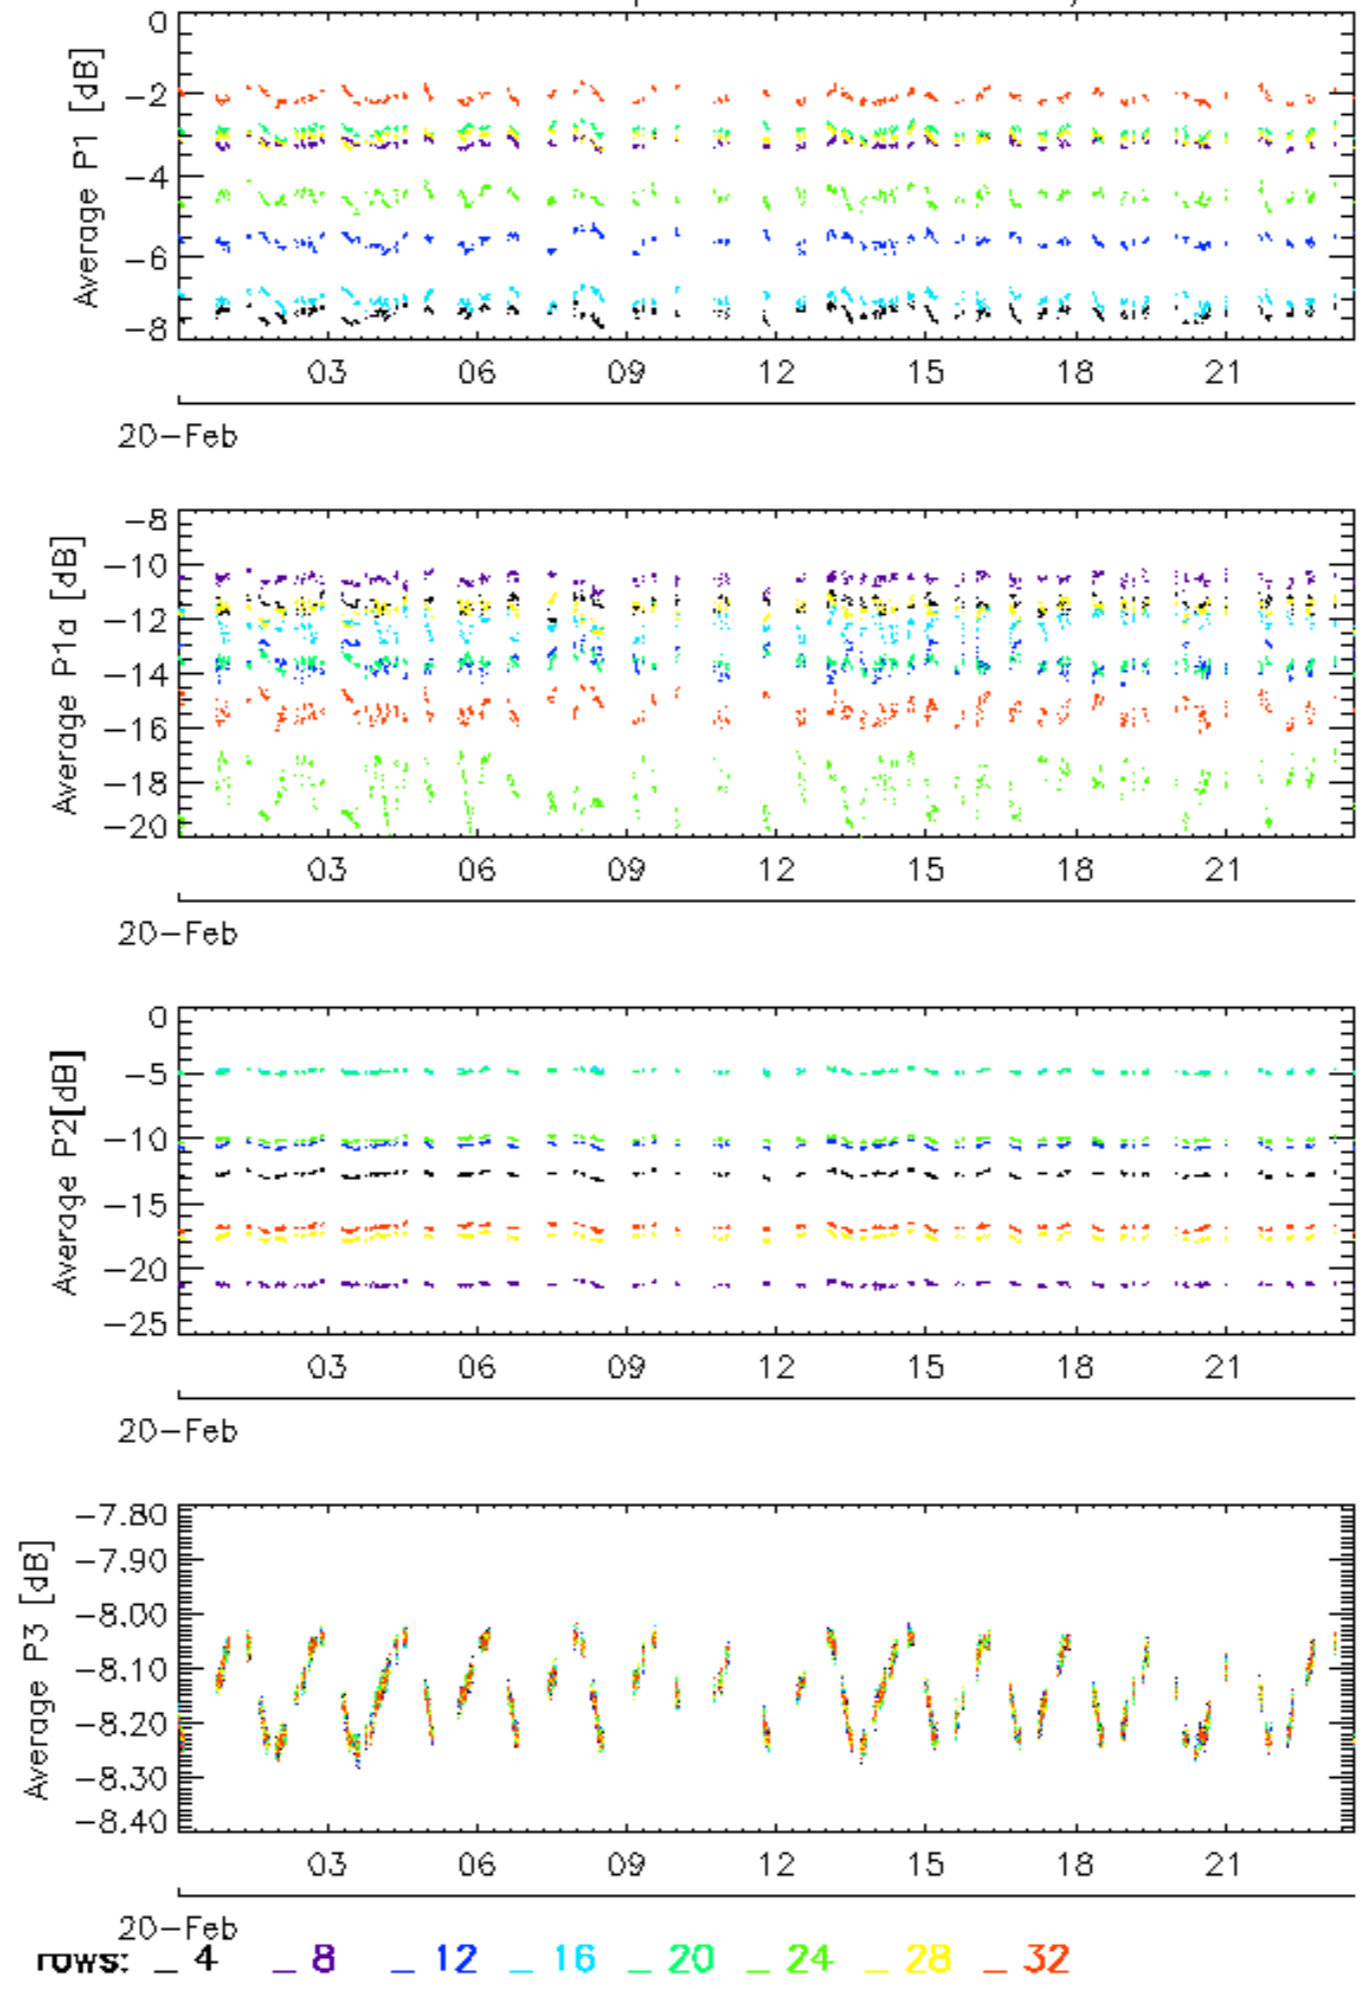 0
-2
-4
-6
-8
Average P1 [dB]
03 06 09 12 15 18 21
20-Feb
-8
-10
-12
-14
-16
-18
-20
Average P1a [dB]
03 06 09 12 15 18 21
20-Feb
0
-5
-10
-15
-20
-25
Average P2[dB]
03 06 09 12 15 18 21
20-Feb
-7.80
-7.90
-8.00
-8.10
-8.20
-8.30
-8.40
Average P3 [dB]
03 06 09 12 15 18 21
20-Feb
rows: _ 4 _ 8 _ 12 _ 16 _ 20 _ 24 _ 28 _ 32